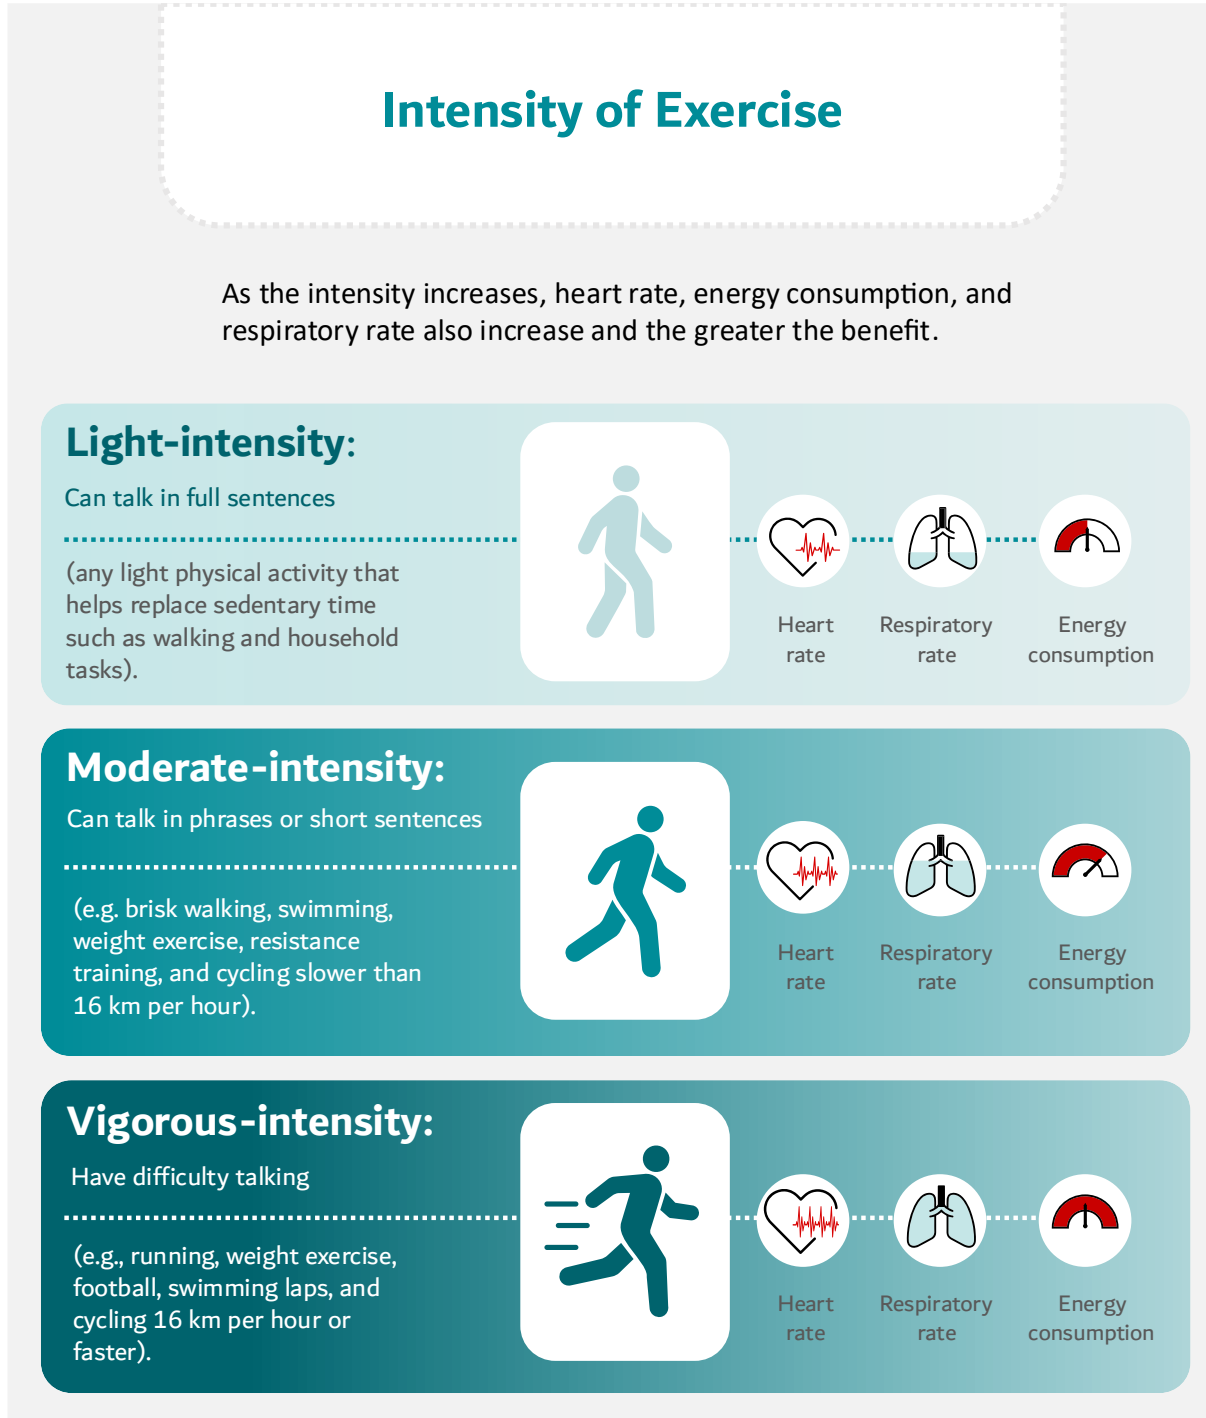 Intensity of Exercise
As the intensity increases, heart rate, energy consumption, and
respiratory rate also increase and the greater the benefit.
Light-intensity:
Can talk in full sentences
(any light physical activity that
helps replace sedentary time
such as walking and household
tasks).
Heart
rate
Respiratory
rate
Energy
consumption
Moderate-intensity:
Can talk in phrases or short sentences
(e.g. brisk walking, swimming,
weight exercise, resistance
training, and cycling slower than
16 km per hour).
Heart
rate
Respiratory
rate
Energy
consumption
Vigorous-intensity:
Have difficulty talking
(e.g., running, weight exercise,
football, swimming laps, and
cycling 16 km per hour or
faster).
Heart
rate
Respiratory
rate
Energy
consumption